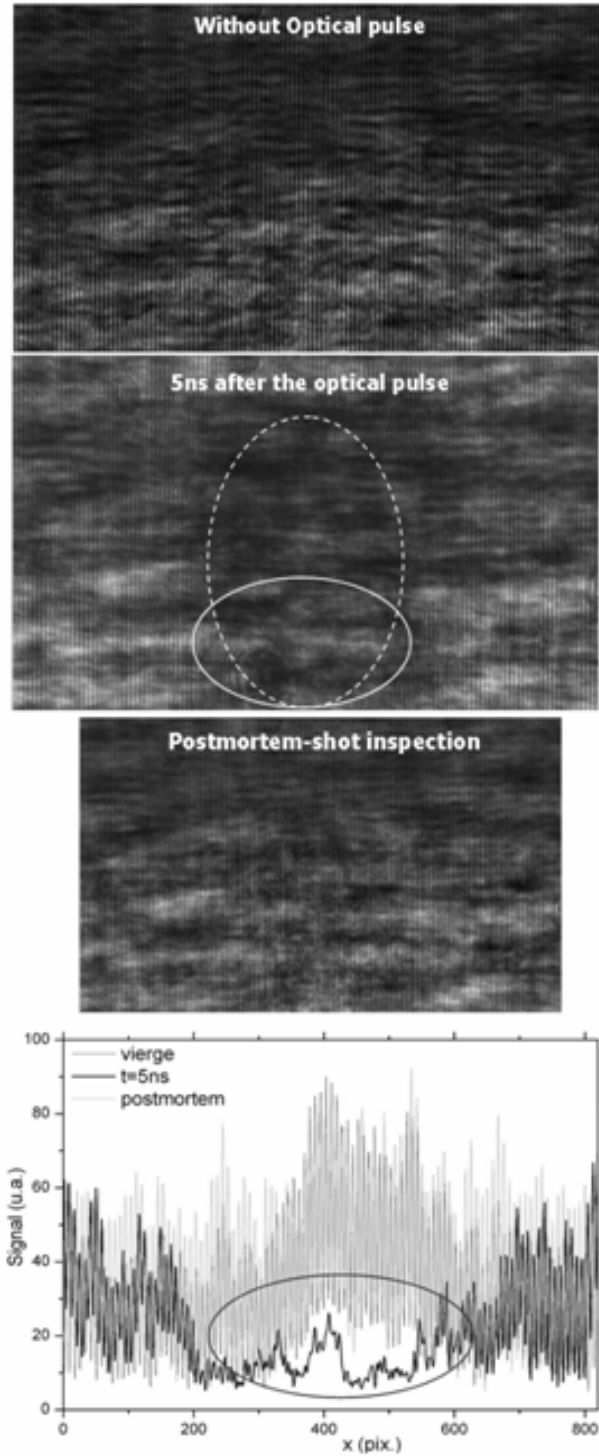 Without Optical pulse
5ns after the optical pulse
Postmortem-shot inspection
100
80
60
40
20
0
Signal (u.a.)
vierge
t=5ns
postmortem
0 200 400 600 800
x (pix.)